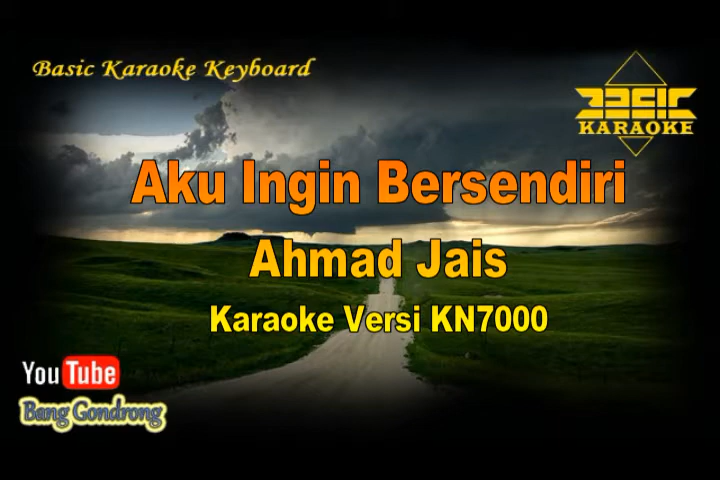 Basic Karaoke Keyboard
BASIC
KARAOKE
Aku Ingin Bersendiri
Ahmad Jais
Karaoke Versi KN7000
YouTube
Bang Gondrong